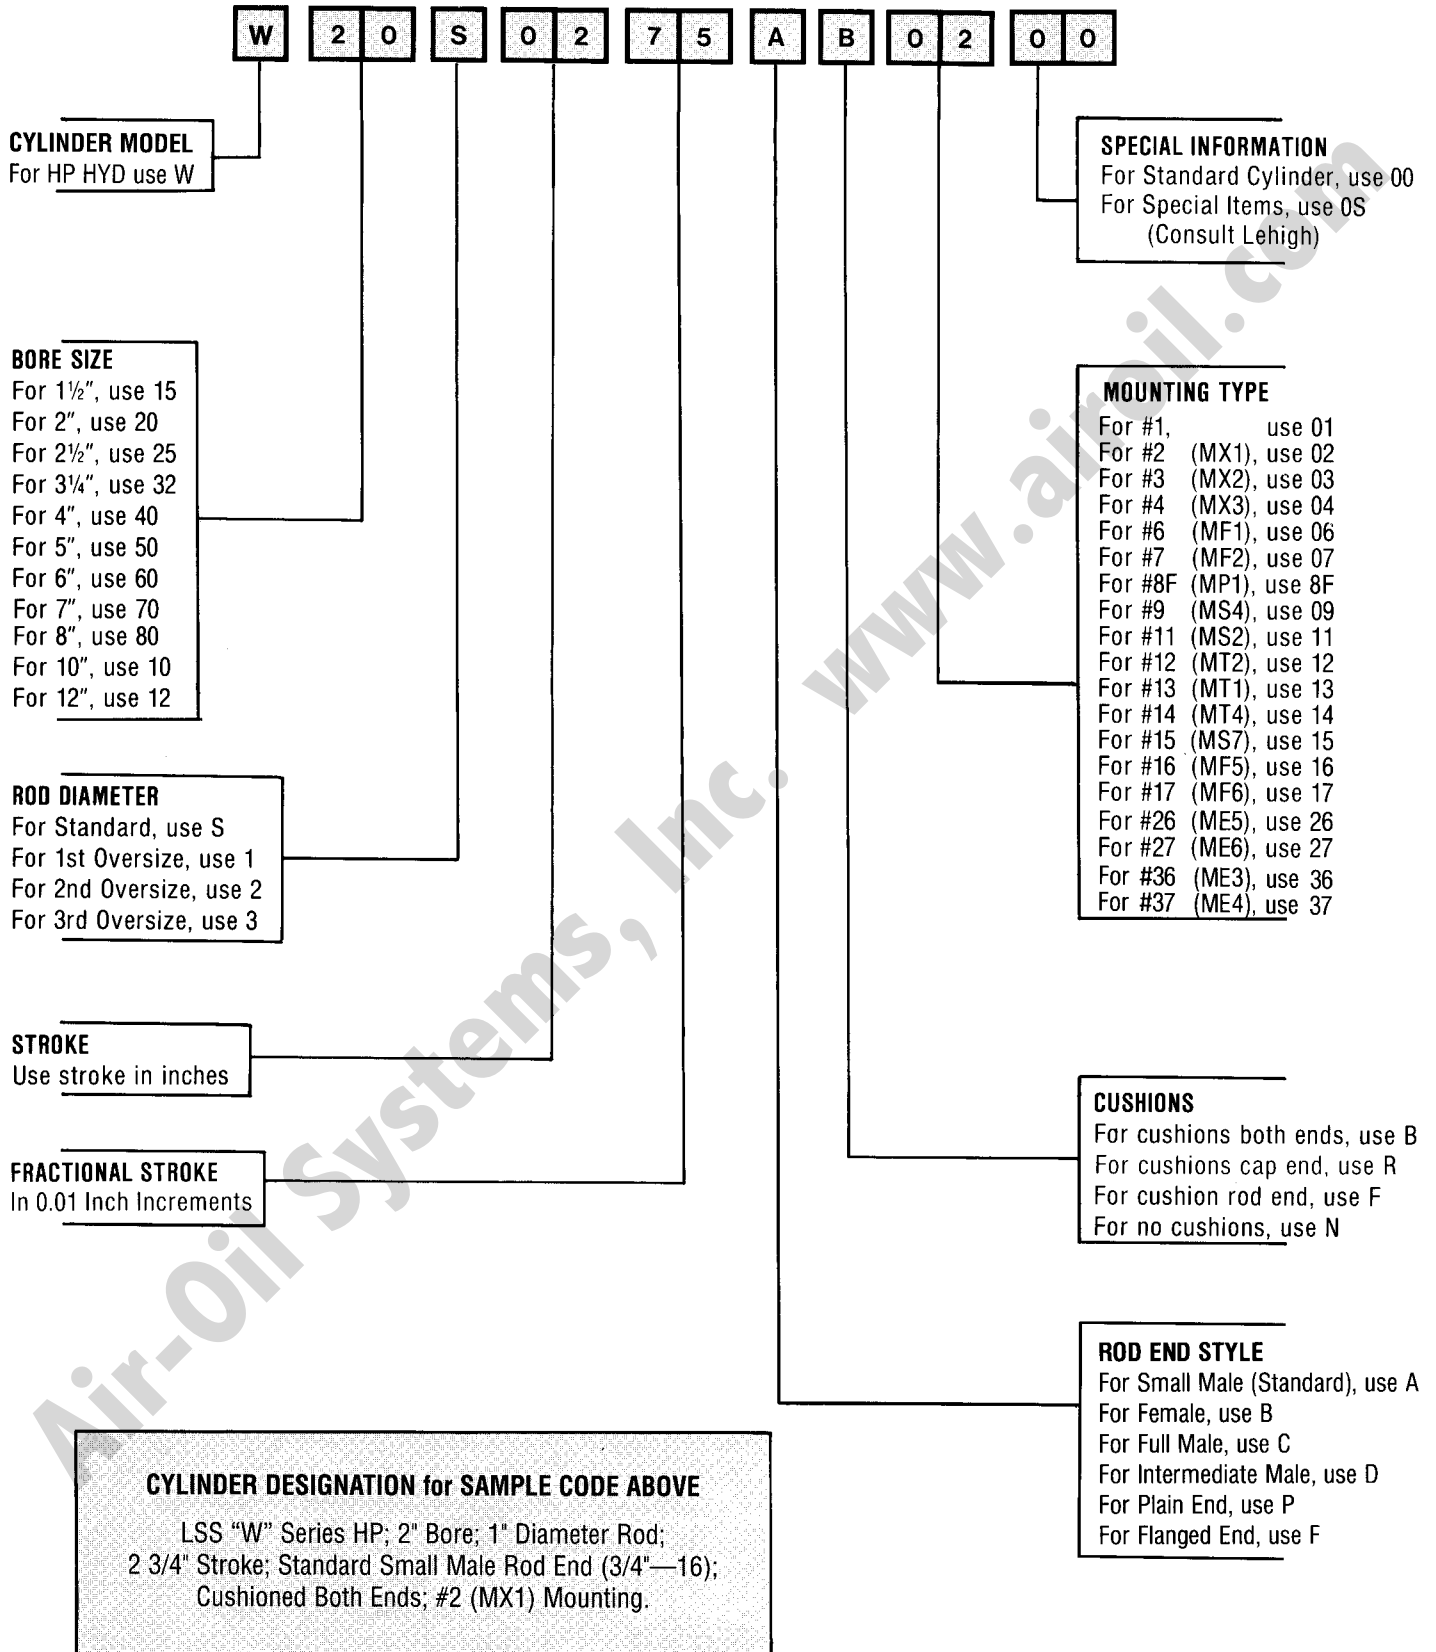 W 2 0 S 0 2 7 5 A B 0 2 0 0
CYLINDER MODEL
For HP HYD use W
SPECIAL INFORMATION
For Standard Cylinder, use 00
For Special Items, use 0S
(Consult Lehigh)
BORE SIZE
For 1½", use 15
For 2", use 20
For 2½", use 25
For 3¼", use 32
For 4", use 40
For 5", use 50
For 6", use 60
For 7", use 70
For 8", use 80
For 10", use 10
For 12", use 12
MOUNTING TYPE
For #1, use 01
For #2 (MX1), use 02
For #3 (MX2), use 03
For #4 (MX3), use 04
For #6 (MF1), use 06
For #7 (MF2), use 07
For #8F (MP1), use 8F
For #9 (MS4), use 09
For #11 (MS2), use 11
For #12 (MT2), use 12
For #13 (MT1), use 13
For #14 (MT4), use 14
For #15 (MS7), use 15
For #16 (MF5), use 16
For #17 (MF6), use 17
For #26 (ME5), use 26
For #27 (ME6), use 27
For #36 (ME3), use 36
For #37 (ME4), use 37
ROD DIAMETER
For Standard, use S
For 1st Oversize, use 1
For 2nd Oversize, use 2
For 3rd Oversize, use 3
STROKE
Use stroke in inches
FRACTIONAL STROKE
In 0.01 Inch Increments
CUSHIONS
For cushions both ends, use B
For cushions cap end, use R
For cushion rod end, use F
For no cushions, use N
ROD END STYLE
For Small Male (Standard), use A
For Female, use B
For Full Male, use C
For Intermediate Male, use D
For Plain End, use P
For Flanged End, use F
CYLINDER DESIGNATION for SAMPLE CODE ABOVE
LSS “W” Series HP; 2" Bore; 1" Diameter Rod;
2 3/4" Stroke; Standard Small Male Rod End (3/4"—16);
Cushioned Both Ends; #2 (MX1) Mounting.
Air-Oil Systems, Inc. www.airoil.com